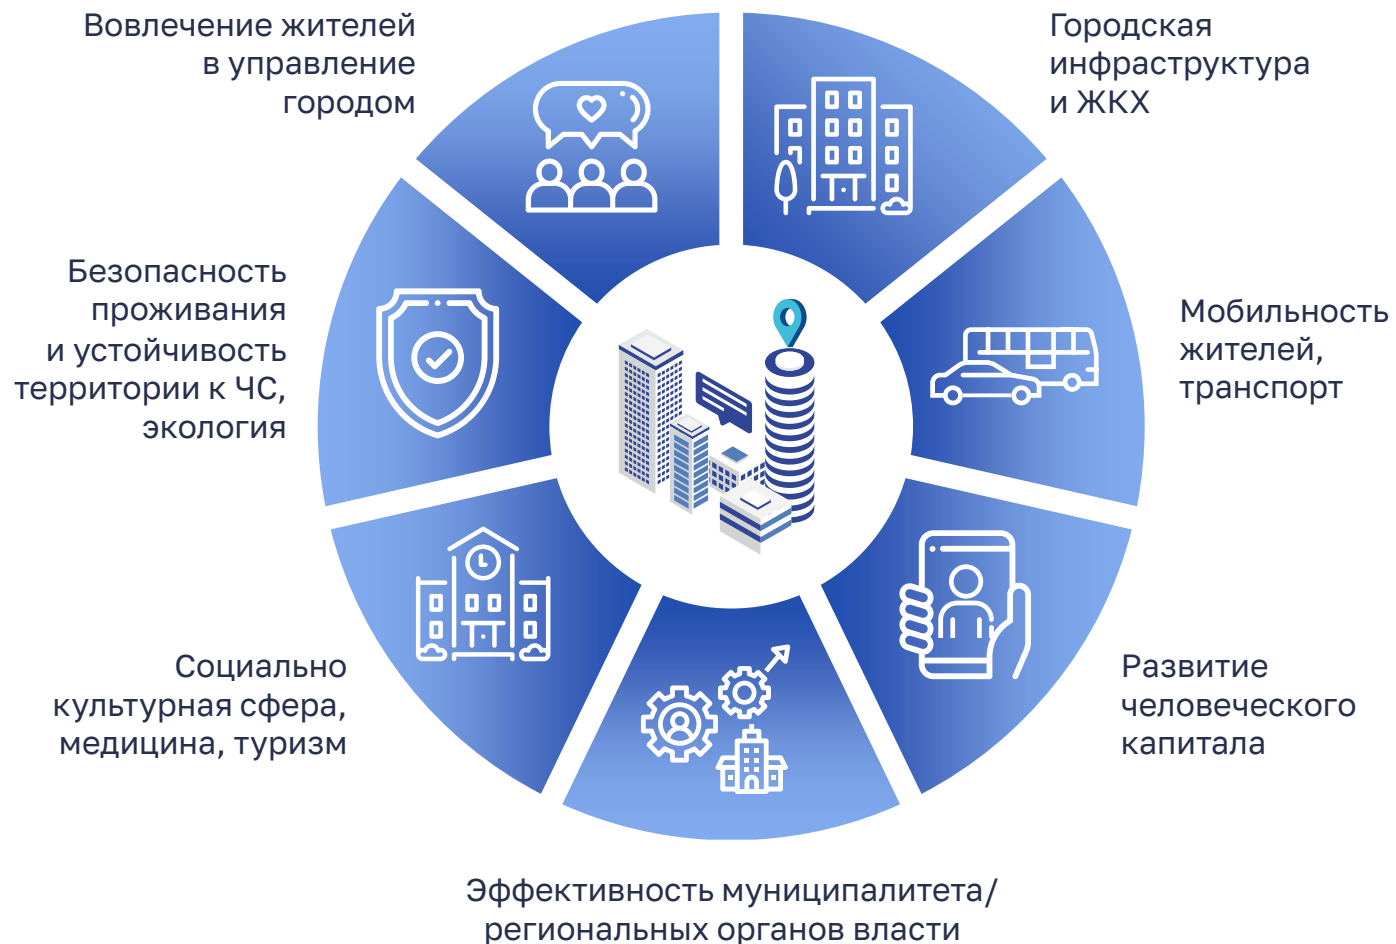 Вовлечение жителей
в управление
городом
Городская
инфраструктура
и ЖКХ
Безопасность
проживания
и устойчивость
территории к ЧС,
экология
Мобильность
жителей,
транспорт
Социально
культурная сфера,
медицина, туризм
Развитие
человеческого
капитала
Эффективность муниципалитета/
региональных органов власти